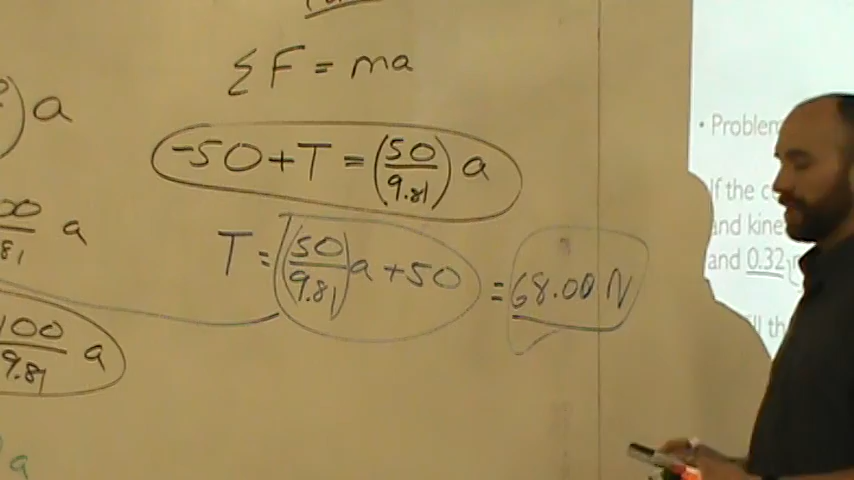 ΣF = ma
-50+T = (50/9.81) a
T = (50/9.81) a + 50 = 68.00 N
a
a
81
100/9.81 a
a
• Problem
If the c
and kine
and 0.32